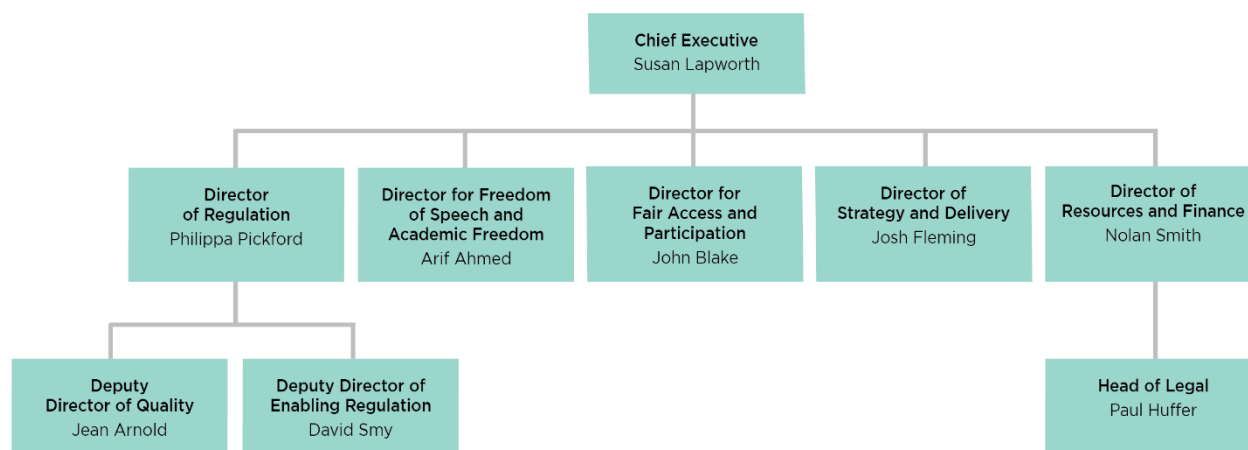 Chief Executive
Susan Lapworth
Director
of Regulation
Philippa Pickford
Director for Freedom
of Speech and
Academic Freedom
Arif Ahmed
Director for
Fair Access and
Participation
John Blake
Director of
Strategy and Delivery
Josh Fleming
Director of
Resources and Finance
Nolan Smith
Deputy
Director of Quality
Jean Arnold
Deputy Director of
Enabling Regulation
David Smy
Head of Legal
Paul Huffer